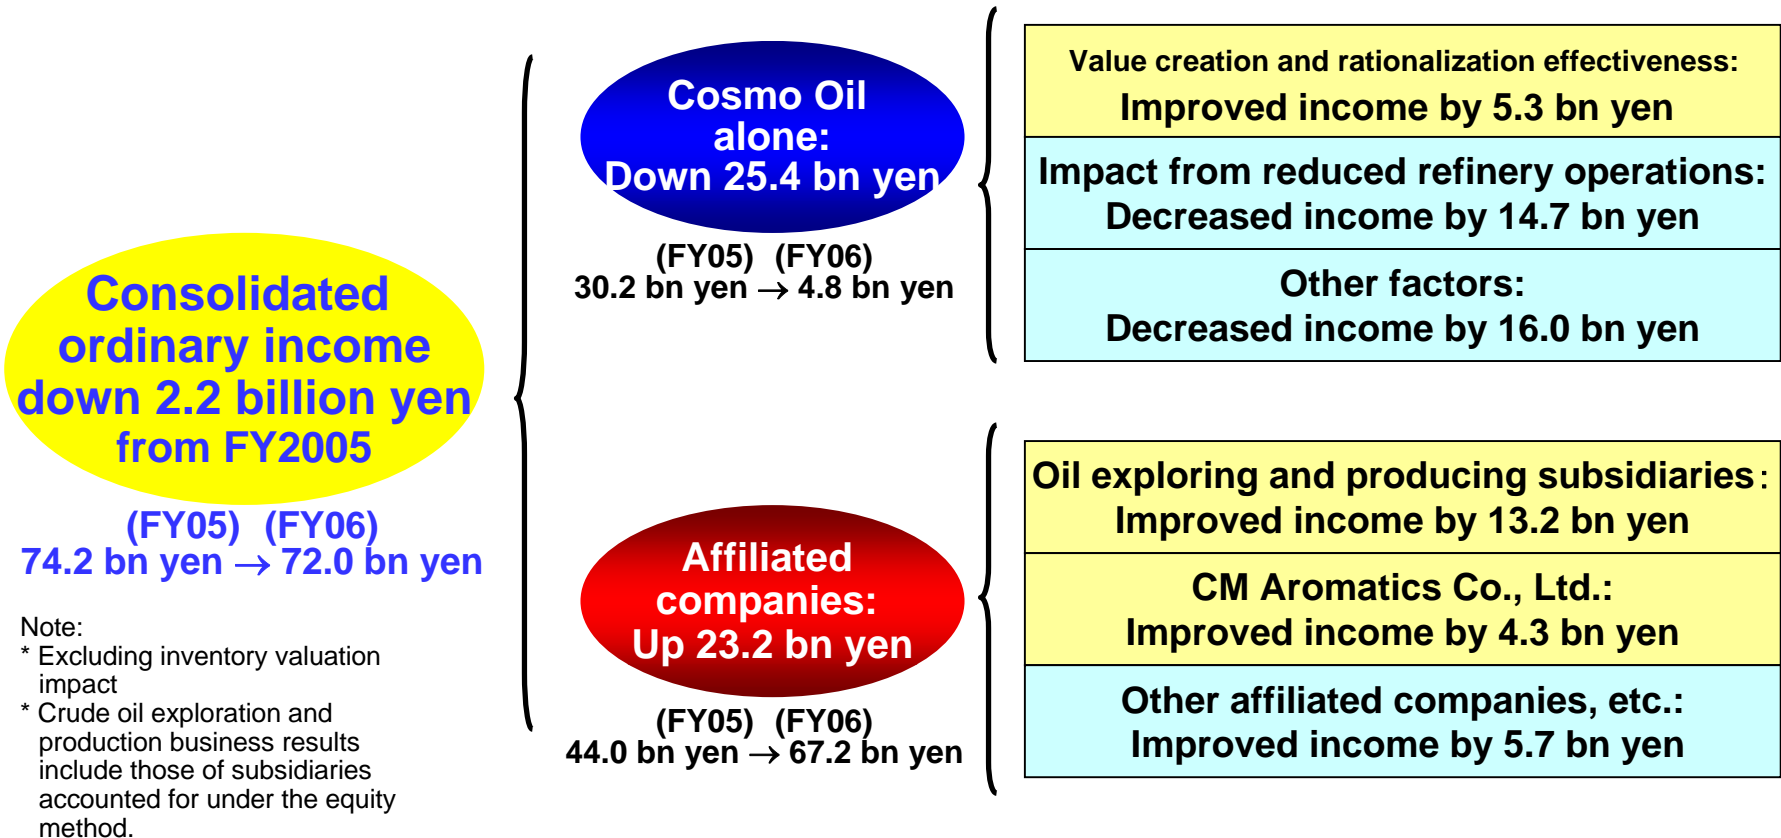 Consolidated
ordinary income
down 2.2 billion yen
from FY2005
(FY05) (FY06)
74.2 bn yen → 72.0 bn yen
Note:
* Excluding inventory valuation
impact
* Crude oil exploration and
production business results
include those of subsidiaries
accounted for under the equity
method.
Cosmo Oil
alone:
Down 25.4 bn yen
(FY05) (FY06)
30.2 bn yen → 4.8 bn yen
Value creation and rationalization effectiveness:
Improved income by 5.3 bn yen
Impact from reduced refinery operations:
Decreased income by 14.7 bn yen
Other factors:
Decreased income by 16.0 bn yen
Affiliated
companies:
Up 23.2 bn yen
(FY05) (FY06)
44.0 bn yen → 67.2 bn yen
Oil exploring and producing subsidiaries:
Improved income by 13.2 bn yen
CM Aromatics Co., Ltd.:
Improved income by 4.3 bn yen
Other affiliated companies, etc.:
Improved income by 5.7 bn yen